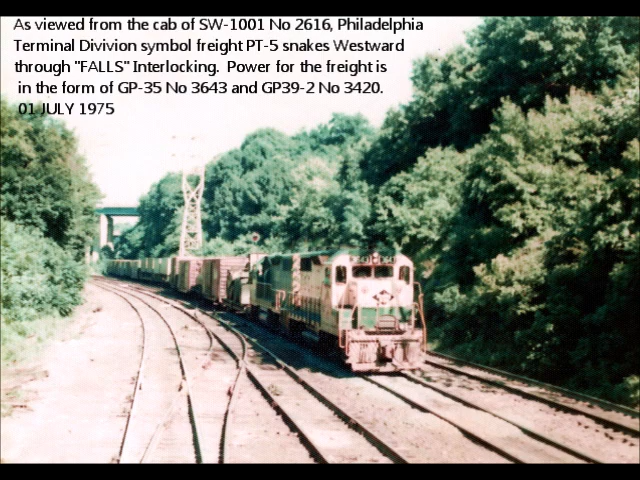 As viewed from the cab of SW-1001 No 2616, Philadelphia
Terminal Divivion symbol freight PT-5 snakes Westward
through "FALLS" Interlocking. Power for the freight is
in the form of GP-35 No 3643 and GP39-2 No 3420.
01 JULY 1975